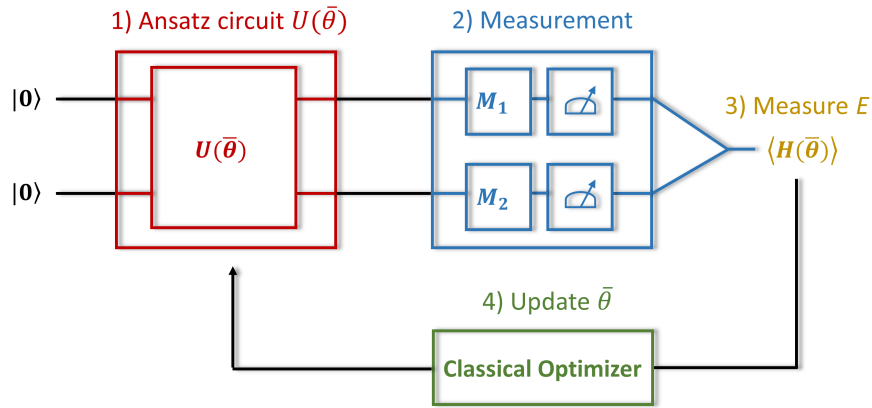 1) Ansatz circuit U(θ̄)
2) Measurement
|0⟩
U(θ̄)
M₁
3) Measure E
⟨H(θ̄)⟩
|0⟩
M₂
4) Update θ̄
Classical Optimizer